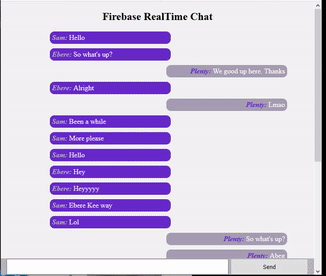 Firebase RealTime Chat
Sam: Hello
Ebere: So what's up?
Plenty: We good up here. Thanks
Ebere: Alright
Plenty: Lmao
Sam: Been a while
Sam: More please
Sam: Hello
Ebere: Hey
Ebere: Heyyyyy
Sam: Ebere Kee way
Sam: Lol
Plenty: So what's up?
Plenty: Abeg
Send